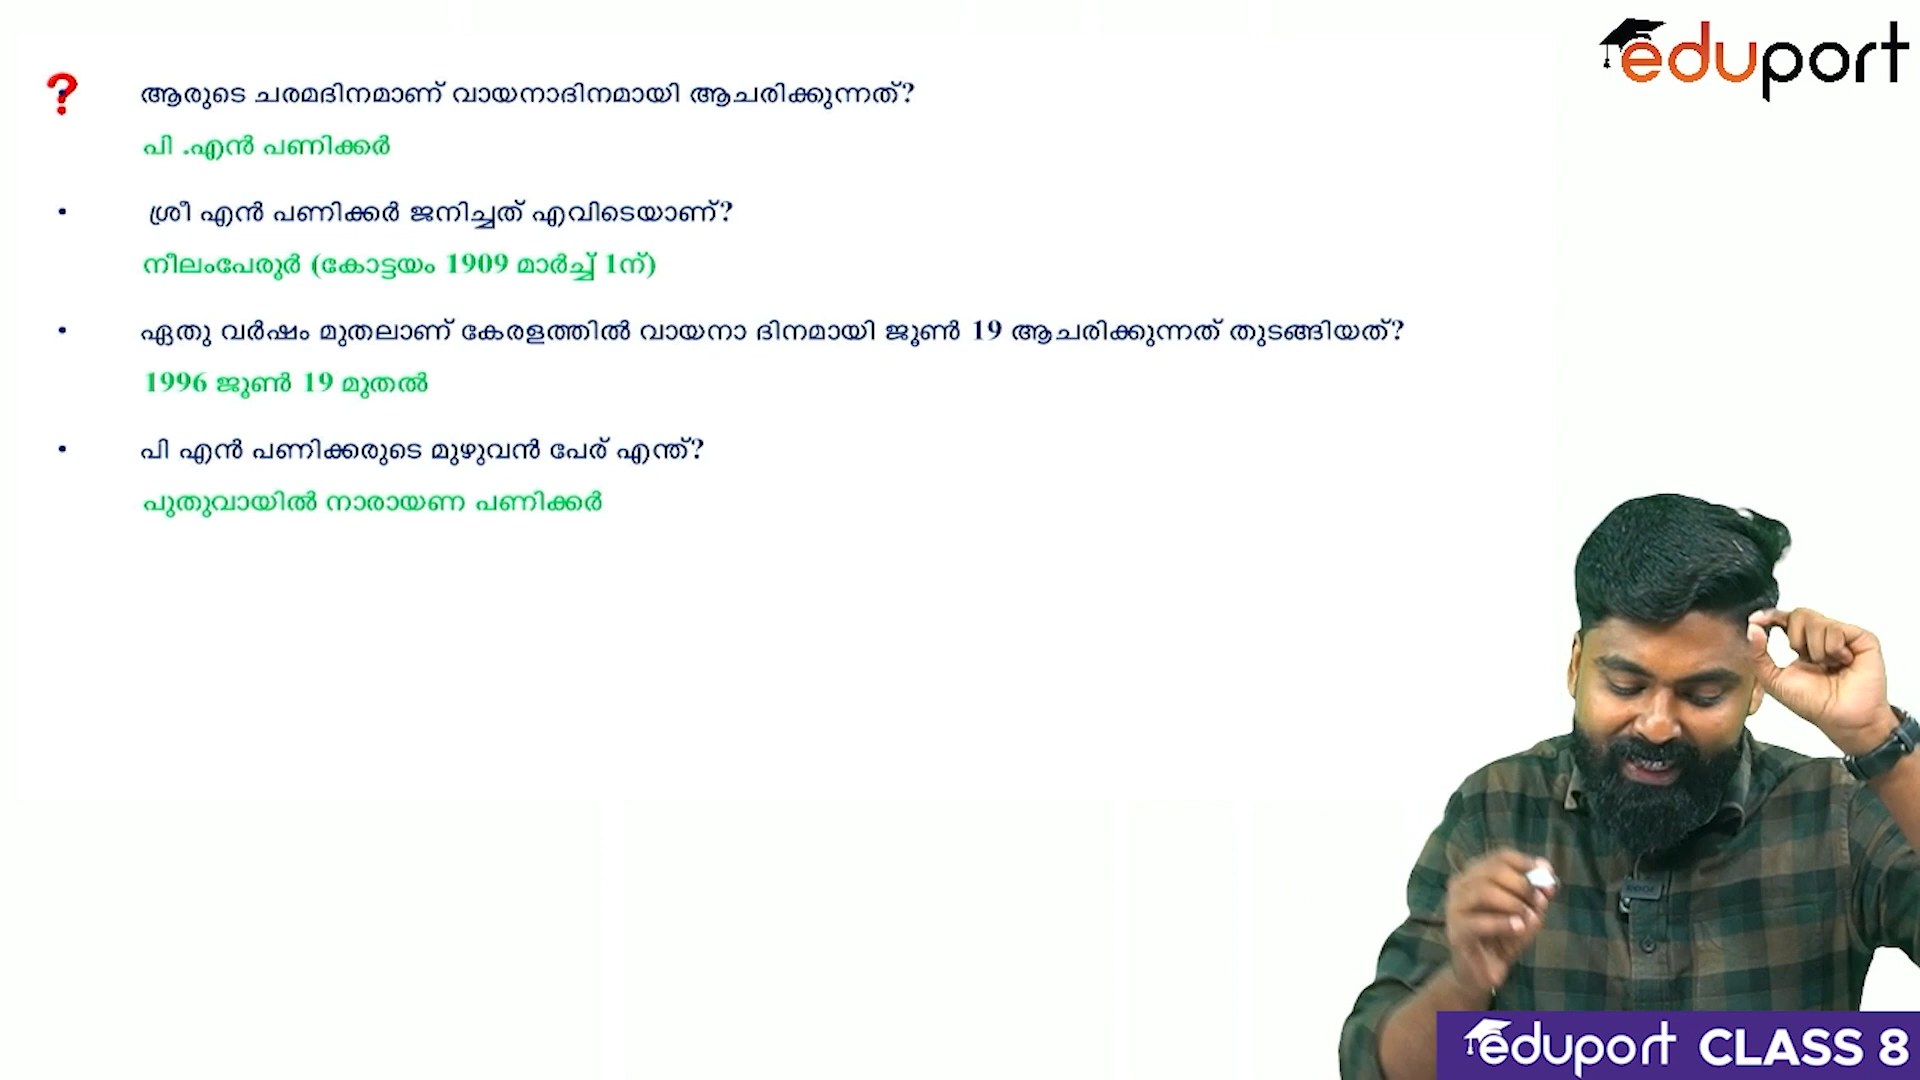 eduport
? ആരുടെ ചരമദിനമാണ് വായനാദിനമായി ആചരിക്കുന്നത്?
പി .എൻ പണിക്കർ
• ശ്രീ എൻ പണിക്കർ ജനിച്ചത് എവിടെയാണ്?
നീലംപേരൂർ (കോട്ടയം 1909 മാർച്ച് 1ന്)
• ഏതു വർഷം മുതലാണ് കേരളത്തിൽ വായനാ ദിനമായി ജൂൺ 19 ആചരിക്കുന്നത് തുടങ്ങിയത്?
1996 ജൂൺ 19 മുതൽ
• പി എൻ പണിക്കരുടെ മുഴുവൻ പേര് എന്ത്?
പുതുവായിൽ നാരായണ പണിക്കർ
eduport CLASS 8